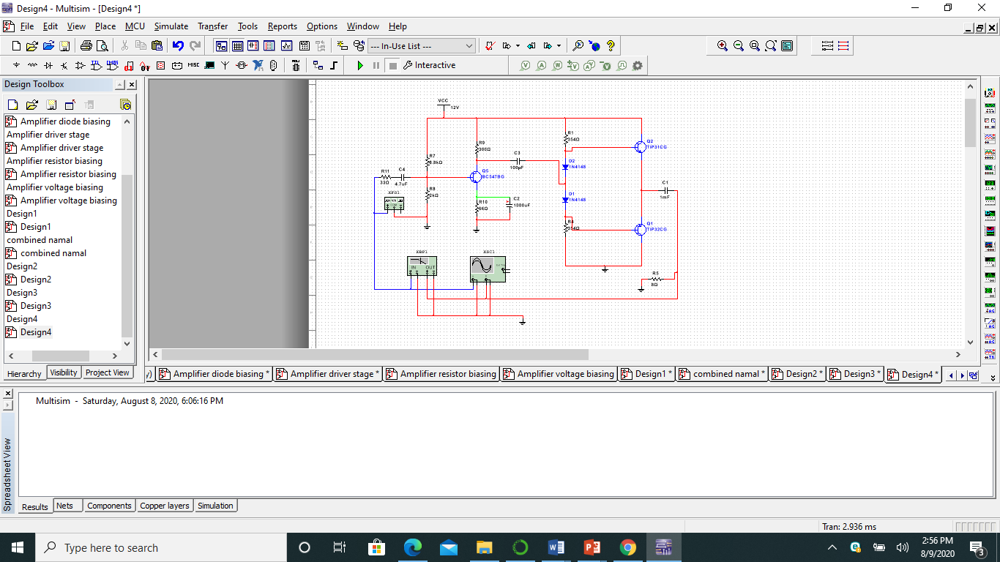 Design4 - Multisim - [Design4 *]
File Edit View Place MCU Simulate Transfer Tools Reports Options Window Help
--- In-Use List ---
MISC
Interactive
Design Toolbox
Amplifier diode biasing
Amplifier driver stage
Amplifier driver stage
Amplifier resistor biasing
Amplifier resistor biasing
Amplifier voltage biasing
Amplifier voltage biasing
Design1
Design1
combined namal
combined namal
Design2
Design2
Design3
Design3
Design4
Design4
Hierarchy Visibility Project View
VCC
12V
R7
6.8kΩ
R9
300Ω
R1
354Ω
Q2
TIP31CG
C3
100µF
D2
1N4148
R11
33Ω
C4
4.7uF
Q5
BC547BG
R8
2kΩ
XFG1
R10
66Ω
C2
1000uF
D1
1N4148
C1
1mF
R4
354Ω
Q1
TIP32CG
XBP1
IN OUT
XSC1
R5
8Ω
y) Amplifier diode biasing * Amplifier driver stage * Amplifier resistor biasing Amplifier voltage biasing Design1 * combined namal * Design2 * Design3 * Design4 *
Multisim - Saturday, August 8, 2020, 6:06:16 PM
Spreadsheet View
Results Nets Components Copper layers Simulation
Tran: 2.936 ms
Type here to search
2:56 PM
8/9/2020
3